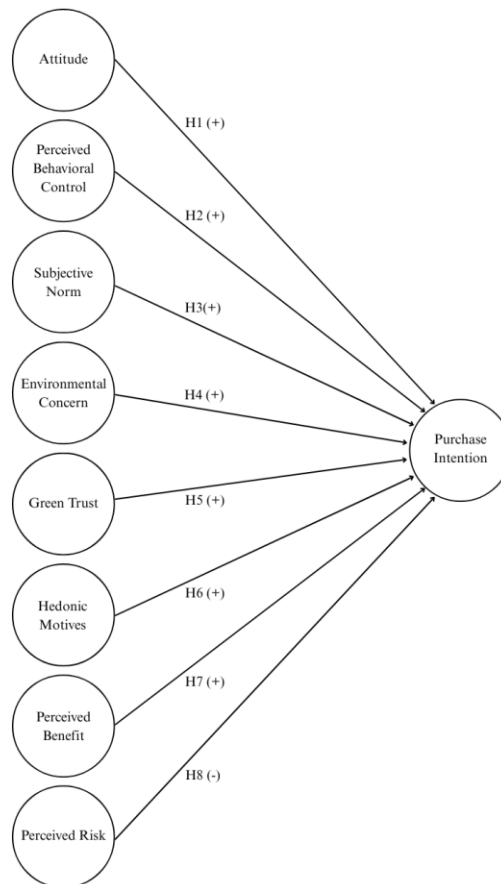 Attitude
H1 (+)
Perceived
Behavioral
Control
H2 (+)
Subjective
Norm
H3(+)
Environmental
Concern
H4 (+)
Purchase
Intention
Green Trust
H5 (+)
Hedonic
Motives
H6 (+)
Perceived
Benefit
H7 (+)
H8 (-)
Perceived Risk